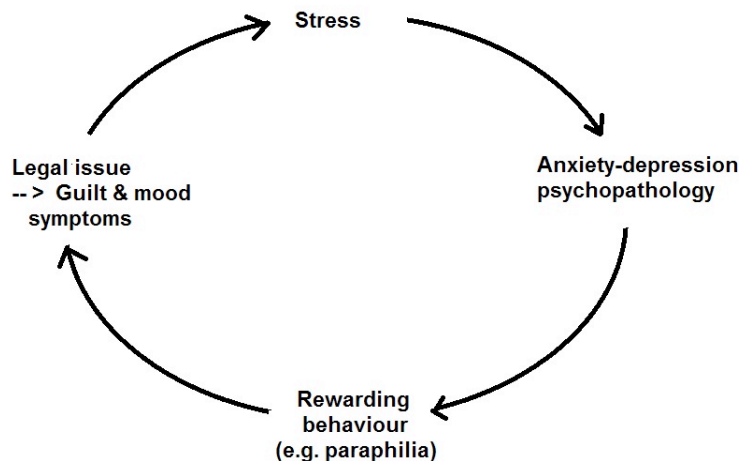 Stress
Anxiety-depression
psychopathology
Rewarding
behaviour
(e.g. paraphilia)
Legal issue
-- > Guilt & mood
symptoms